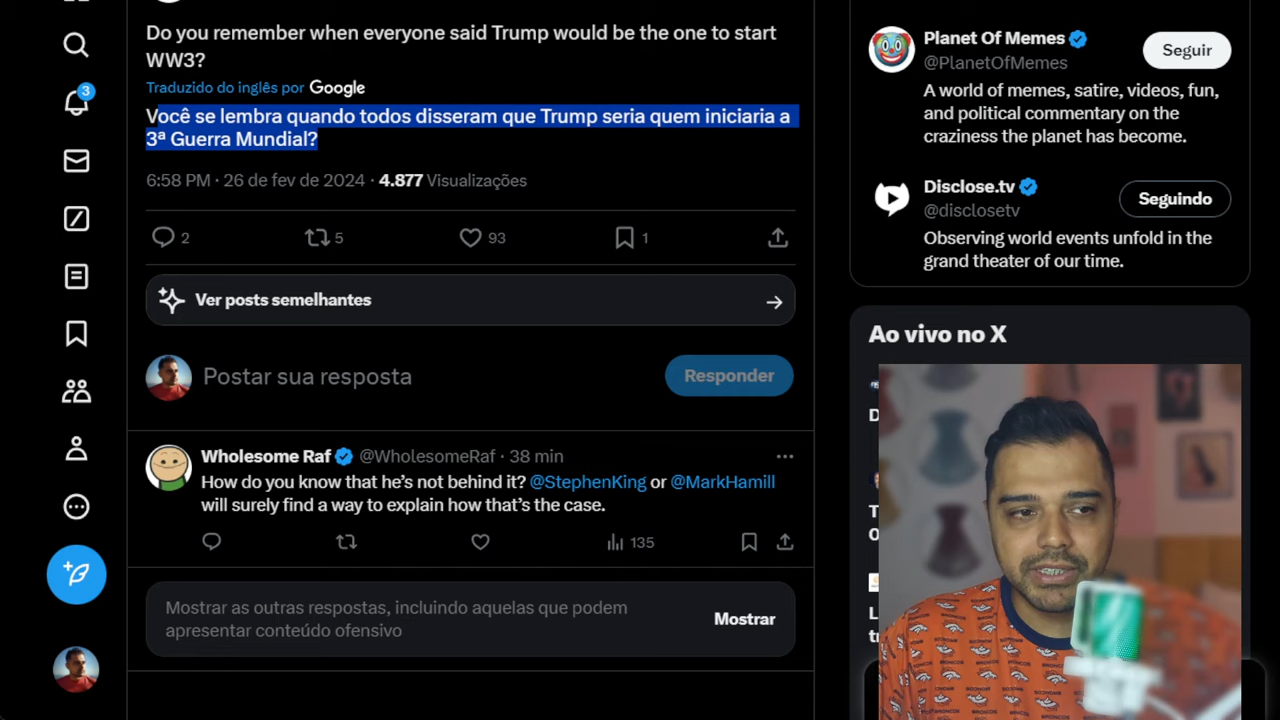 Do you remember when everyone said Trump would be the one to start
WW3?
Traduzido do inglês por Google
Você se lembra quando todos disseram que Trump seria quem iniciaria a
3ª Guerra Mundial?
6:58 PM · 26 de fev de 2024 · 4.877 Visualizações
2 5 93 1
Ver posts semelhantes
Postar sua resposta
Responder
Wholesome Raf @WholesomeRaf · 38 min
How do you know that he's not behind it? @StephenKing or @MarkHamill
will surely find a way to explain how that's the case.
135
Mostrar as outras respostas, incluindo aquelas que podem
apresentar conteúdo ofensivo
Mostrar
3
Planet Of Memes
@PlanetOfMemes
Seguir
A world of memes, satire, videos, fun,
and political commentary on the
craziness the planet has become.
Disclose.tv
@disclosetv
Seguindo
Observing world events unfold in the
grand theater of our time.
Ao vivo no X
BRONCOS